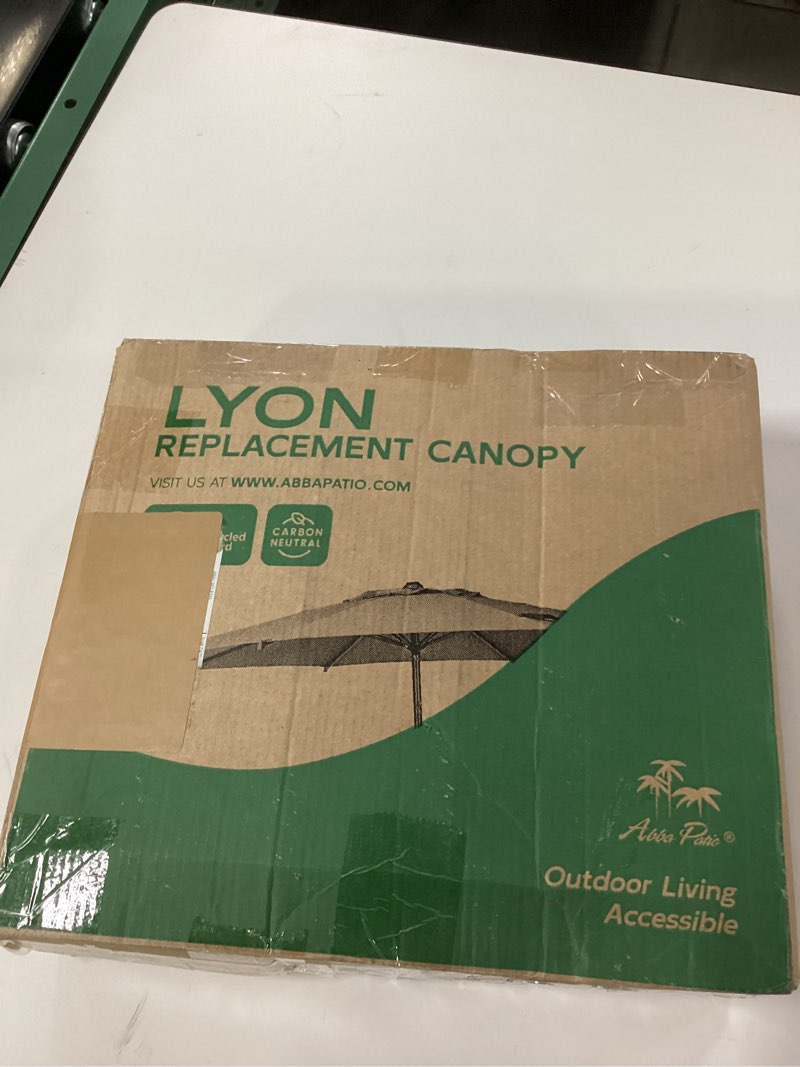 LYON
REPLACEMENT CANOPY
VISIT US AT WWW.ABBAPATIO.COM
CARBON
NEUTRAL
Abba Patio®
Outdoor Living
Accessible